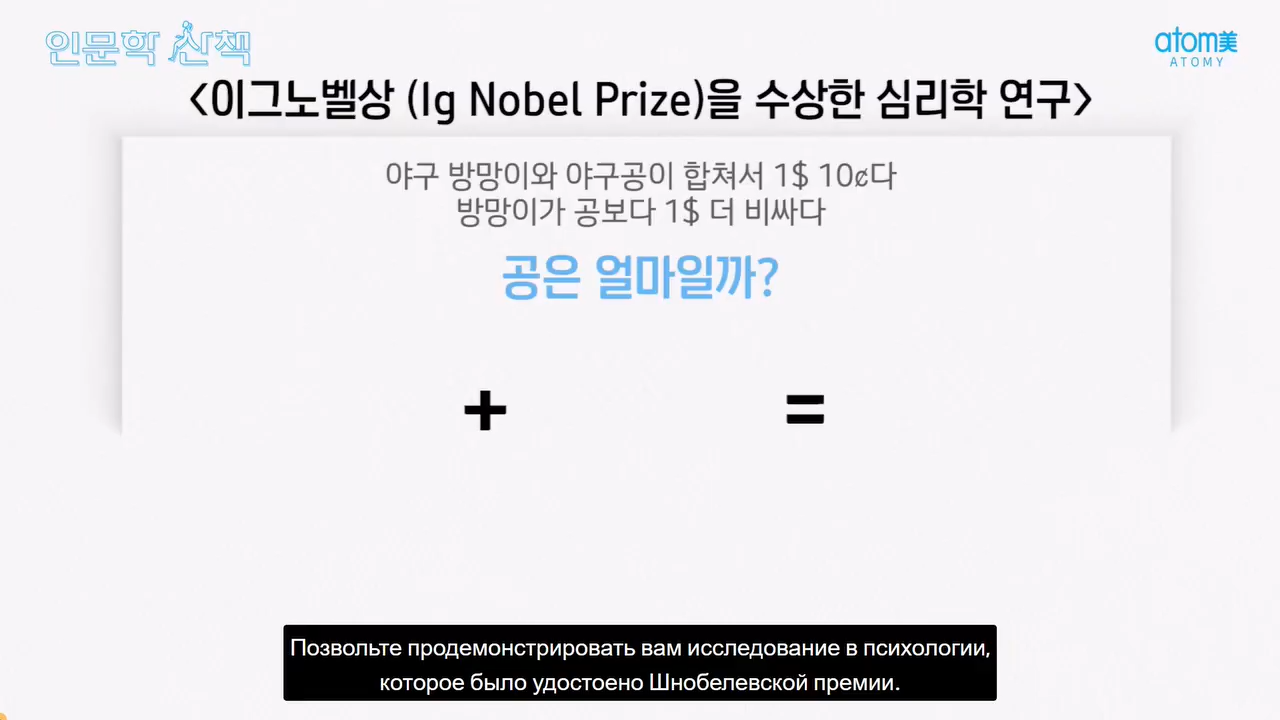 인문학 산책
atom美
ATOMY
<이그노벨상 (Ig Nobel Prize)을 수상한 심리학 연구>
야구 방망이와 야구공이 합쳐서 1$ 10¢다
방망이가 공보다 1$ 더 비싸다
공은 얼마일까?
+ =
Позвольте продемонстрировать вам исследование в психологии,
которое было удостоено Шнобелевской премии.